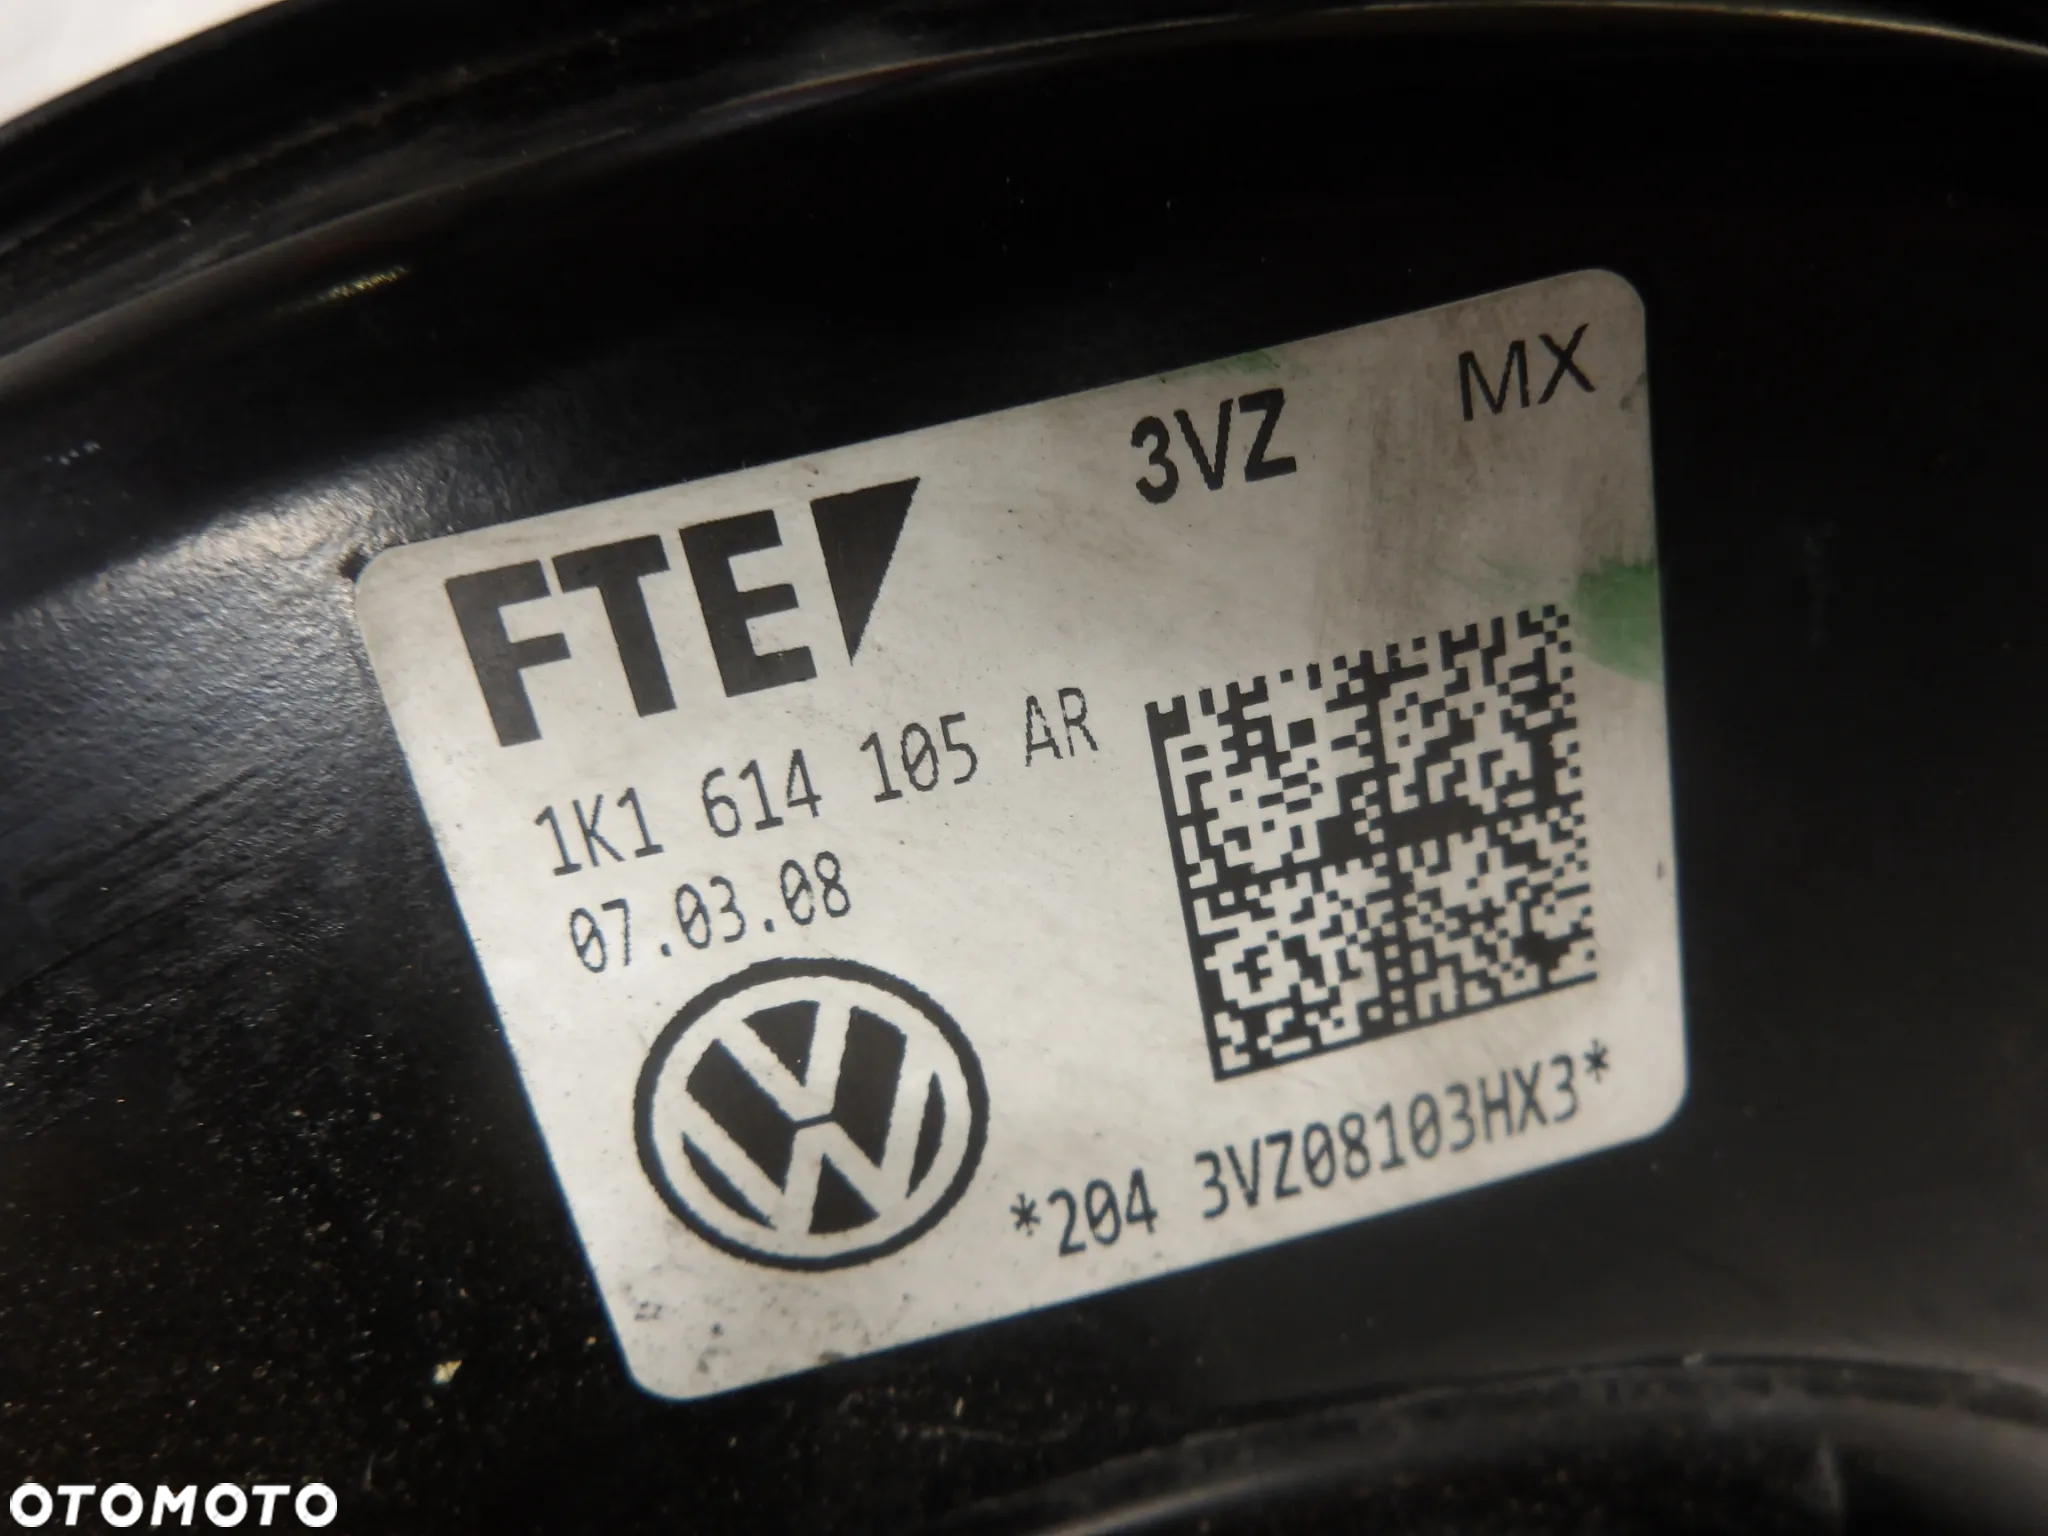 3VZ MX
FTE
1K1 614 105 AR
07.03.08
*204 3VZ08103HX3*
OTOMOTO